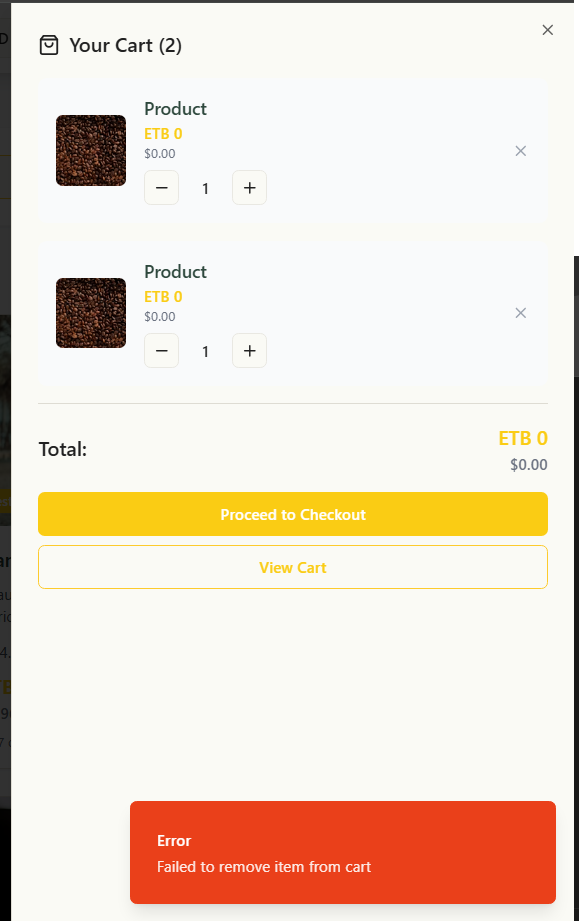 Your Cart (2)
Product
ETB 0
$0.00
1
Product
ETB 0
$0.00
1
Total:
ETB 0
$0.00
Proceed to Checkout
View Cart
Error
Failed to remove item from cart